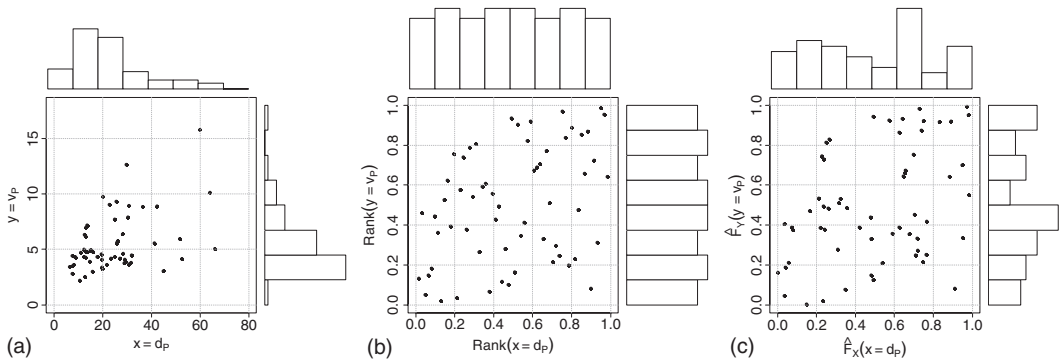 15
10
5
0
y = vP
0 20 40 60 80
x = dP
(a)
1.0
0.8
0.6
0.4
0.2
0.0
Rank(y = vP)
0.0 0.2 0.4 0.6 0.8 1.0
Rank(x = dP)
(b)
1.0
0.8
0.6
0.4
0.2
0.0
F̂Y(y = vP)
0.0 0.2 0.4 0.6 0.8 1.0
F̂X(x = dP)
(c)